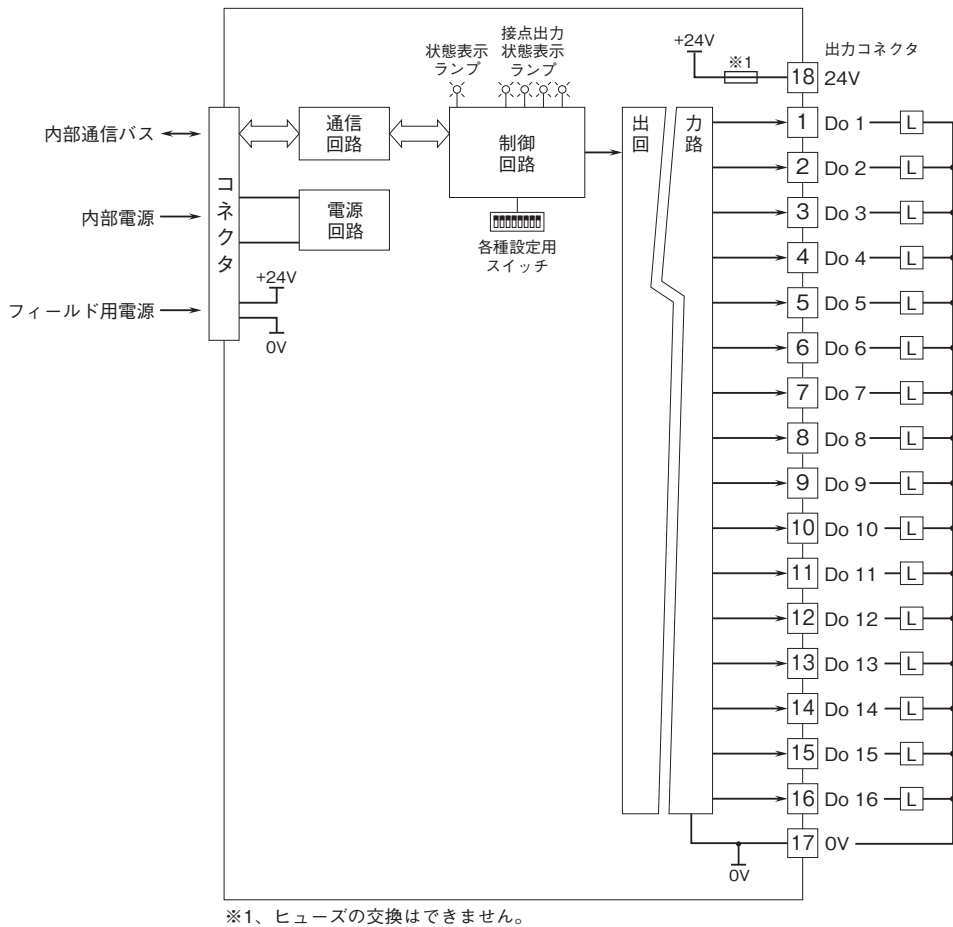 状態表示
ランプ
接点出力
状態表示
ランプ
+24V
※1
出力コネクタ
18 24V
内部通信バス
通信
回路
制御
回路
出力
回路
1 Do 1 L
2 Do 2 L
内部電源
コネクタ
電源
回路
各種設定用
スイッチ
3 Do 3 L
4 Do 4 L
フィールド用電源
+24V
0V
5 Do 5 L
6 Do 6 L
7 Do 7 L
8 Do 8 L
9 Do 9 L
10 Do 10 L
11 Do 11 L
12 Do 12 L
13 Do 13 L
14 Do 14 L
15 Do 15 L
16 Do 16 L
17 0V
0V
※1、ヒューズの交換はできません。